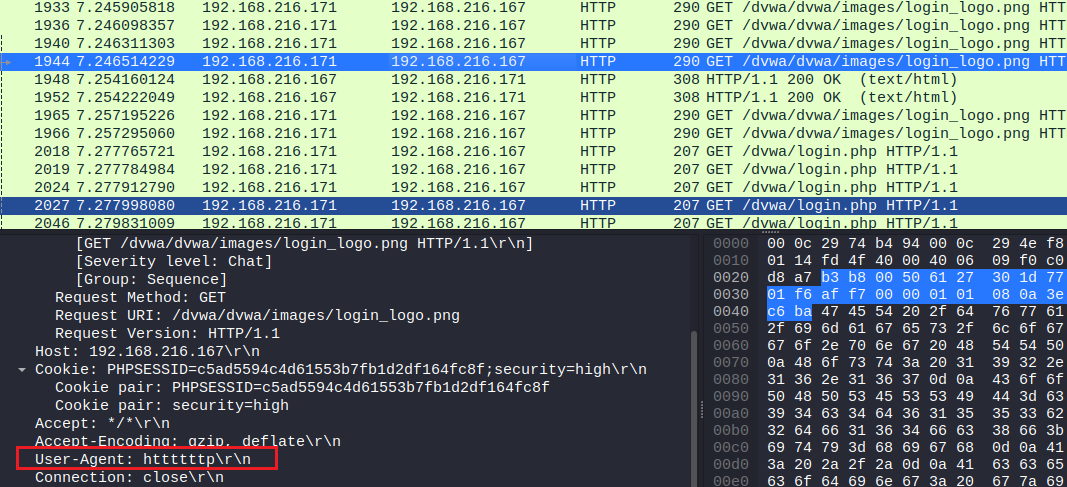 1933 7.245905818 192.168.216.171 192.168.216.167 HTTP 290 GET /dvwa/dvwa/images/login_logo.png HTT
1936 7.246098357 192.168.216.171 192.168.216.167 HTTP 290 GET /dvwa/dvwa/images/login_logo.png HTT
1940 7.246311303 192.168.216.171 192.168.216.167 HTTP 290 GET /dvwa/dvwa/images/login_logo.png HTT
1944 7.246514229 192.168.216.171 192.168.216.167 HTTP 290 GET /dvwa/dvwa/images/login_logo.png HTT
1948 7.254160124 192.168.216.167 192.168.216.171 HTTP 308 HTTP/1.1 200 OK (text/html)
1952 7.254222049 192.168.216.167 192.168.216.171 HTTP 308 HTTP/1.1 200 OK (text/html)
1965 7.257195226 192.168.216.171 192.168.216.167 HTTP 290 GET /dvwa/dvwa/images/login_logo.png HTT
1966 7.257295060 192.168.216.171 192.168.216.167 HTTP 290 GET /dvwa/dvwa/images/login_logo.png HTT
2018 7.277765721 192.168.216.171 192.168.216.167 HTTP 207 GET /dvwa/login.php HTTP/1.1
2019 7.277784984 192.168.216.171 192.168.216.167 HTTP 207 GET /dvwa/login.php HTTP/1.1
2024 7.277912790 192.168.216.171 192.168.216.167 HTTP 207 GET /dvwa/login.php HTTP/1.1
2027 7.277998080 192.168.216.171 192.168.216.167 HTTP 207 GET /dvwa/login.php HTTP/1.1
2046 7.279831009 192.168.216.171 192.168.216.167 HTTP 207 GET /dvwa/login.php HTTP/1.1
[GET /dvwa/dvwa/images/login_logo.png HTTP/1.1\r\n]
[Severity level: Chat]
[Group: Sequence]
Request Method: GET
Request URI: /dvwa/dvwa/images/login_logo.png
Request Version: HTTP/1.1
Host: 192.168.216.167\r\n
Cookie: PHPSESSID=c5ad5594c4d61553b7fb1d2df164fc8f;security=high\r\n
Cookie pair: PHPSESSID=c5ad5594c4d61553b7fb1d2df164fc8f
Cookie pair: security=high
Accept: */*\r\n
Accept-Encoding: gzip, deflate\r\n
User-Agent: httttttp\r\n
Connection: close\r\n
0000 00 0c 29 74 b4 94 00 0c 29 4e f8
0010 01 14 fd 4f 40 00 40 06 09 f0 c0
0020 d8 a7 b3 b8 00 50 61 27 30 1d 77
0030 01 f6 af f7 00 00 01 01 08 0a 3e
0040 c6 ba 47 45 54 20 2f 64 76 77 61
0050 2f 69 6d 61 67 65 73 2f 6c 6f 67
0060 67 6f 2e 70 6e 67 20 48 54 54 50
0070 0a 48 6f 73 74 3a 20 31 39 32 2e
0080 31 36 2e 31 36 37 0d 0a 43 6f 6f
0090 50 48 50 53 45 53 53 49 44 3d 63
00a0 39 34 63 34 64 36 31 35 35 33 62
00b0 32 64 66 31 36 34 66 63 38 66 3b
00c0 69 74 79 3d 68 69 67 68 0d 0a 41
00d0 3a 20 2a 2f 2a 0d 0a 41 63 63 65
00e0 63 6f 64 69 6e 67 3a 20 67 7a 69